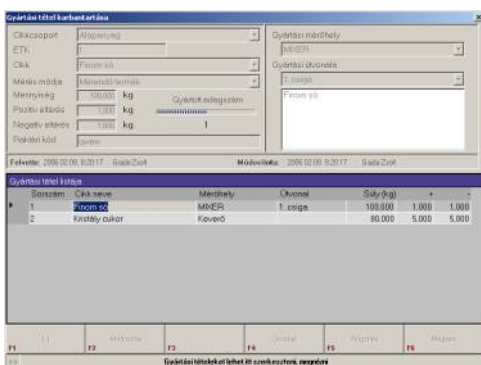 Gyártási tétel karbantartása
Cikkcsoport Alapanyag Gyártási mérőhely
ETK 1 MIXER
Cikk Finom só Gyártási útvonala
Mérés módja Mérendő termék 1. csiga
Mennyiség 100,000 kg Gyártott adagszám Finom só
Pozitív eltérés 1,000 kg
Negatív eltérés 1,000 kg 1
Raktári kód
Felvette: 2006.02.08. 8:20:17 Módosította: 2006.02.08. 8:20:17
Gyártási tétel listája
Sorszám Cikk neve Mérőhely Útvonal Súly (kg) + -
1 Finom só MIXER 1. csiga 100,000 1,000 1,000
2 Kristály cukor Keverő 80,000 5,000 5,000
F1 Új F2 Módosítás F3 F4 Útvonal F5 F6
Gyártási tételeket lehet itt szerkeszteni, megnézni